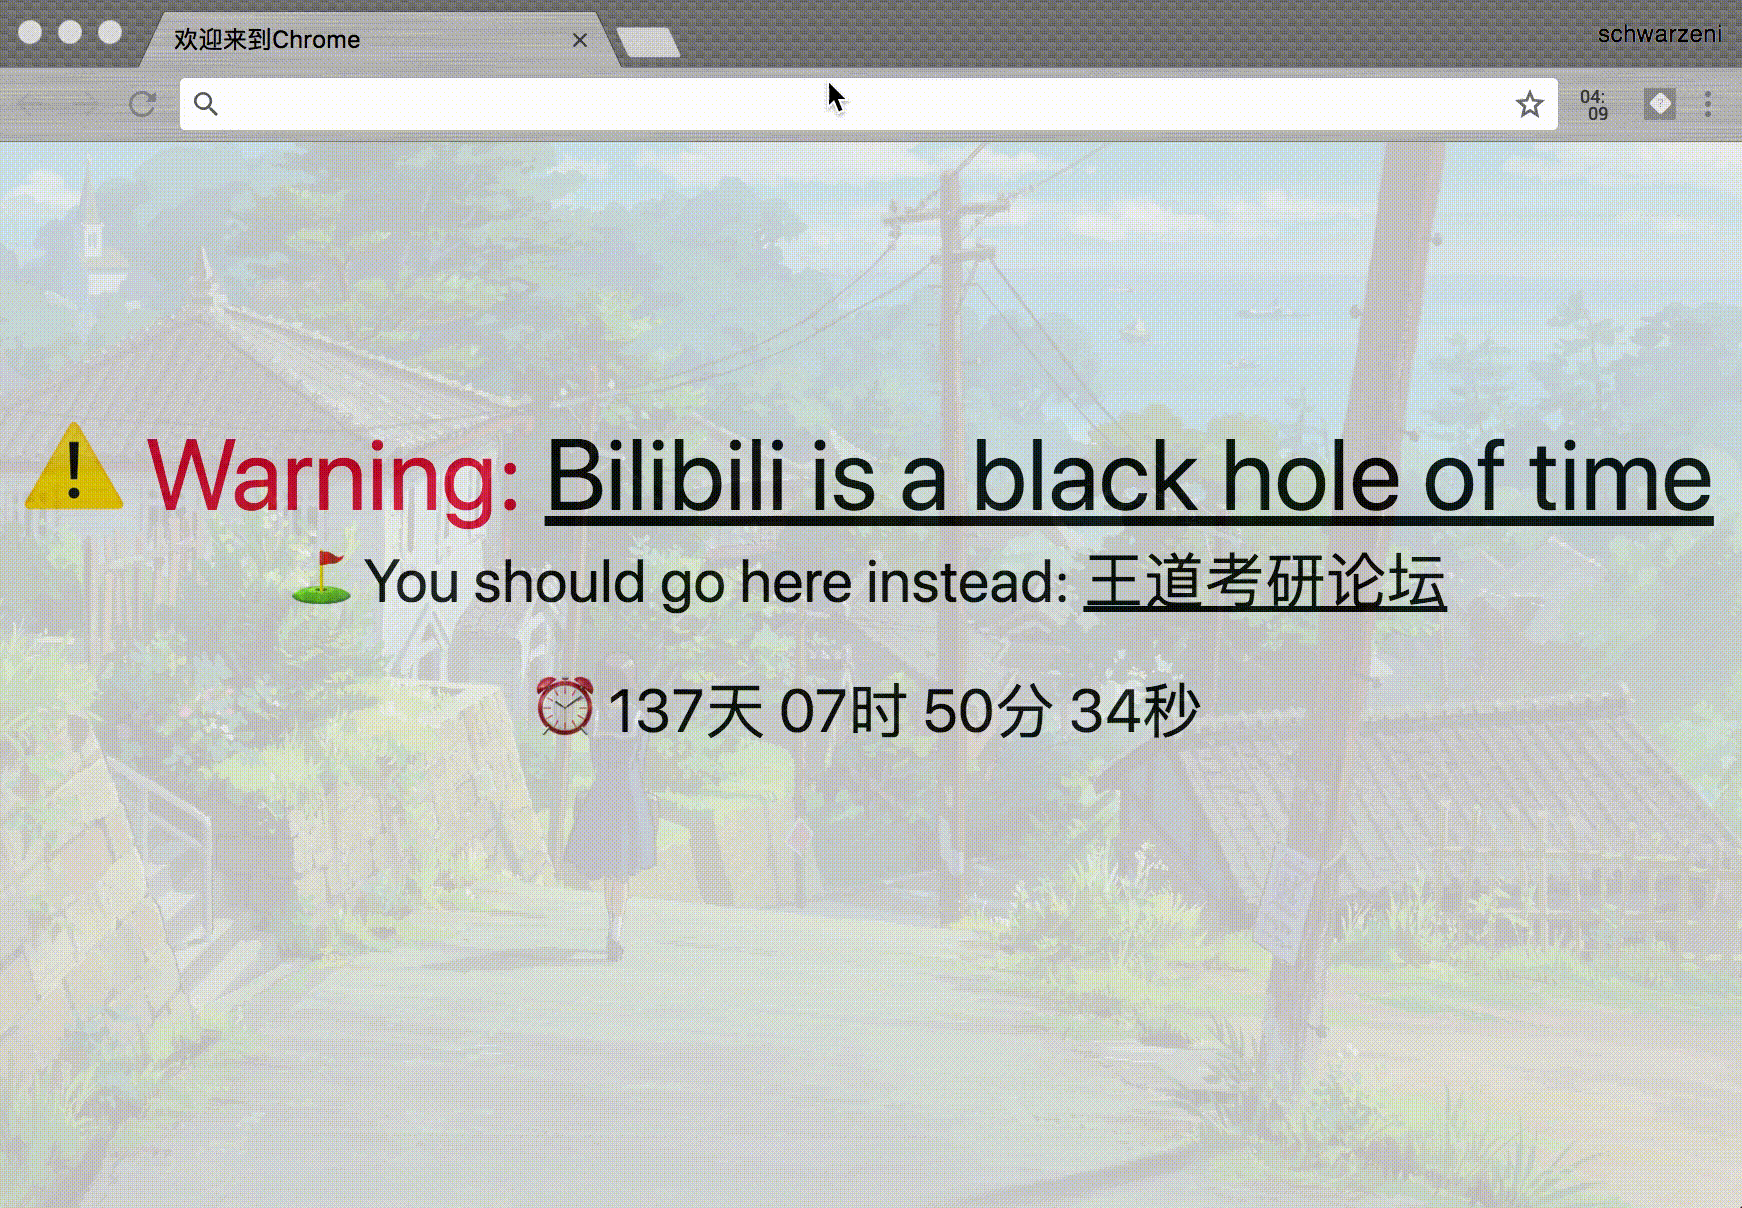 欢迎来到Chrome
schwarzeni
04:
09
Warning: Bilibili is a black hole of time
You should go here instead: 王道考研论坛
137天 07时 50分 34秒